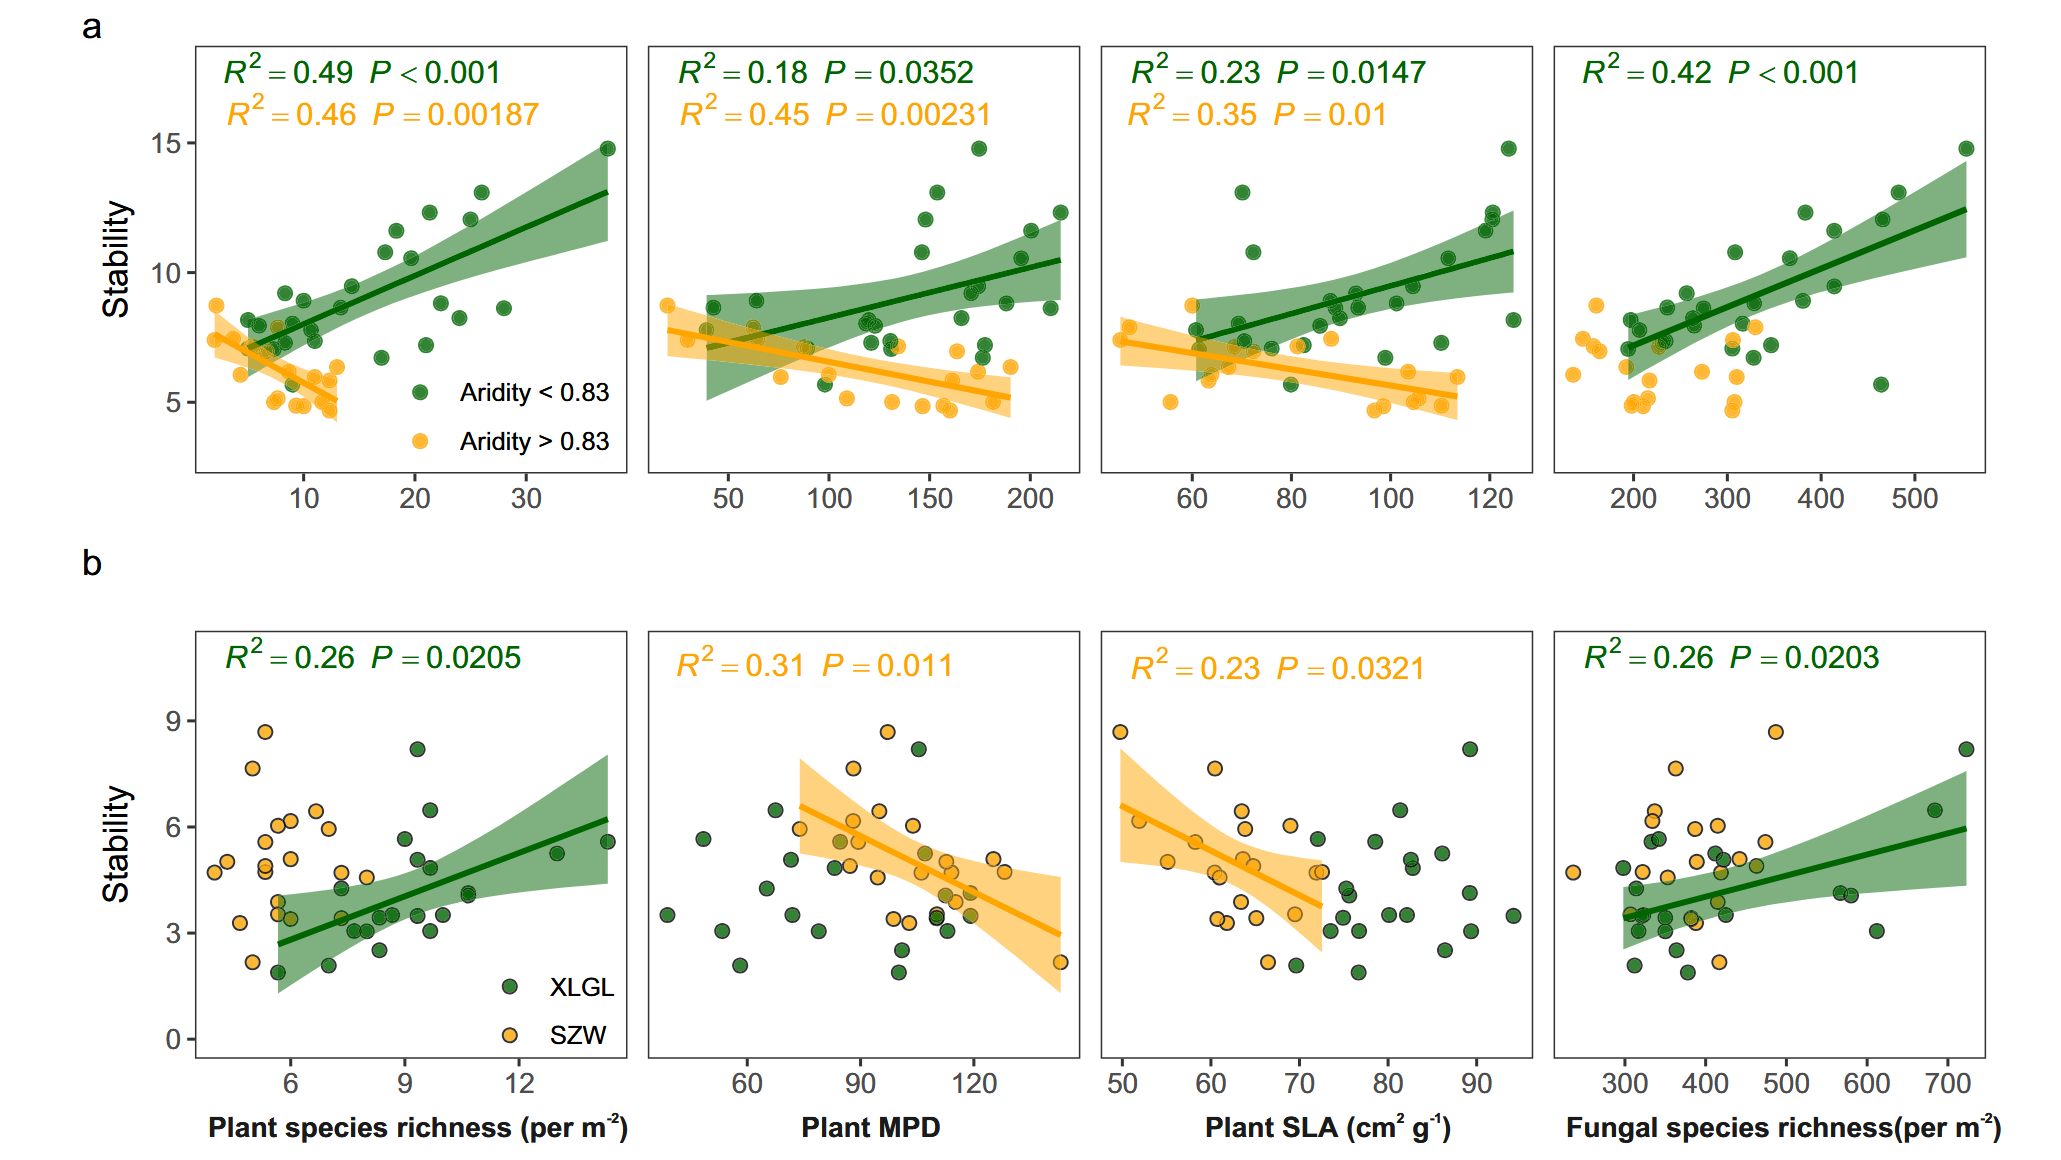 a
R² = 0.49 P < 0.001
R² = 0.46 P = 0.00187
R² = 0.18 P = 0.0352
R² = 0.45 P = 0.00231
R² = 0.23 P = 0.0147
R² = 0.35 P = 0.01
R² = 0.42 P < 0.001
Stability
15
10
5
Aridity < 0.83
Aridity > 0.83
10 20 30
50 100 150 200
60 80 100 120
200 300 400 500
b
R² = 0.26 P = 0.0205
R² = 0.31 P = 0.011
R² = 0.23 P = 0.0321
R² = 0.26 P = 0.0203
Stability
9
6
3
0
XLGL
SZW
6 9 12
60 90 120
50 60 70 80 90
300 400 500 600 700
Plant species richness (per m⁻²)
Plant MPD
Plant SLA (cm² g⁻¹)
Fungal species richness(per m⁻²)